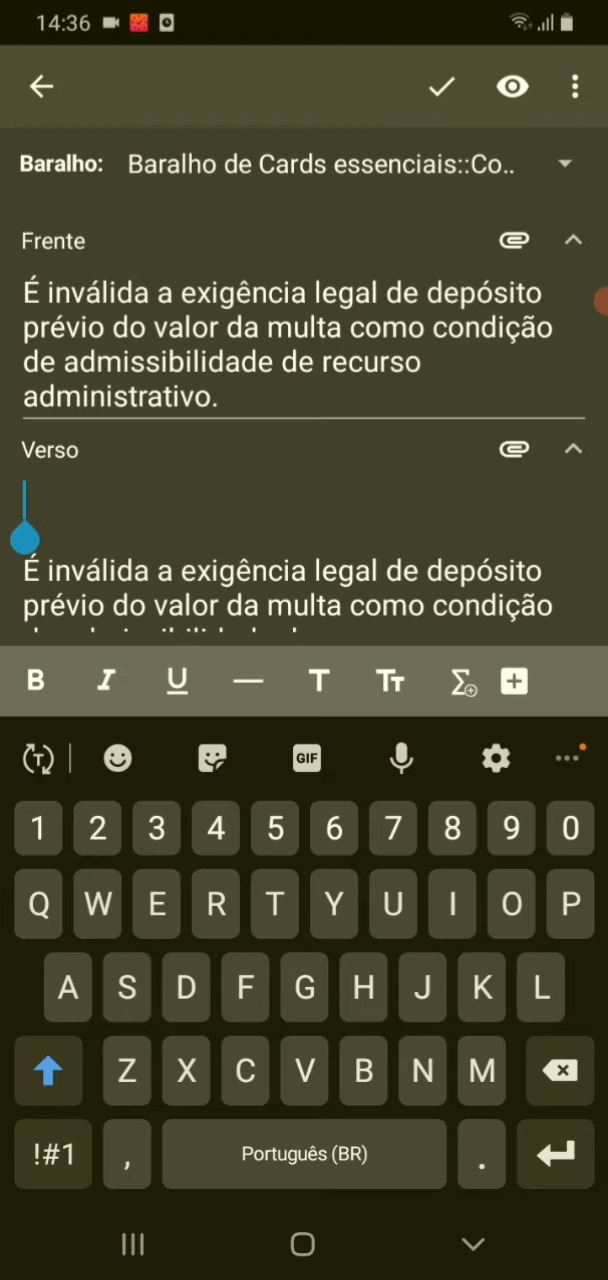 14:36
Baralho: Baralho de Cards essenciais::Co..
Frente
É inválida a exigência legal de depósito
prévio do valor da multa como condição
de admissibilidade de recurso
administrativo.
Verso
É inválida a exigência legal de depósito
prévio do valor da multa como condição
B I U T TT Σ
T GIF
1 2 3 4 5 6 7 8 9 0
Q W E R T Y U I O P
A S D F G H J K L
Z X C V B N M
!#1 , Português (BR) .